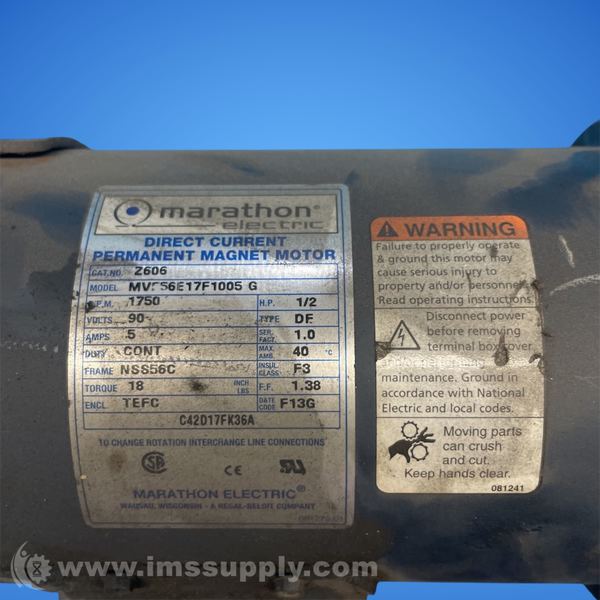 marathon®
electric
DIRECT CURRENT
PERMANENT MAGNET MOTOR
CAT.NO. Z606
MODEL 56E17F1005 G
1750 H.P. 1/2
VOLTS 90 TYPE DF
AMPS 5 SER. FACT. 1.0
DUTY CONT MAX. AMB. 40 °C
FRAME NSS56C INSUL CLASS F3
TORQUE 18 INCH LBS F.F. 1.38
ENCL TEFC DATE CODE F13G
C42D17FK36A
TO CHANGE ROTATION INTERCHANGE LINE CONNECTIONS
MARATHON ELECTRIC®
WAUSAU, WISCONSIN - A REGAL-BELOIT COMPANY
WARNING
Failure to properly operate
& ground this motor may
cause serious injury to
property and/or personnel.
Read operating instructions.
Disconnect power
before removing
terminal box cover
maintenance. Ground in
accordance with National
Electric and local codes.
Moving parts
can crush
and cut.
Keep hands clear.
081241
www.imssupply.com